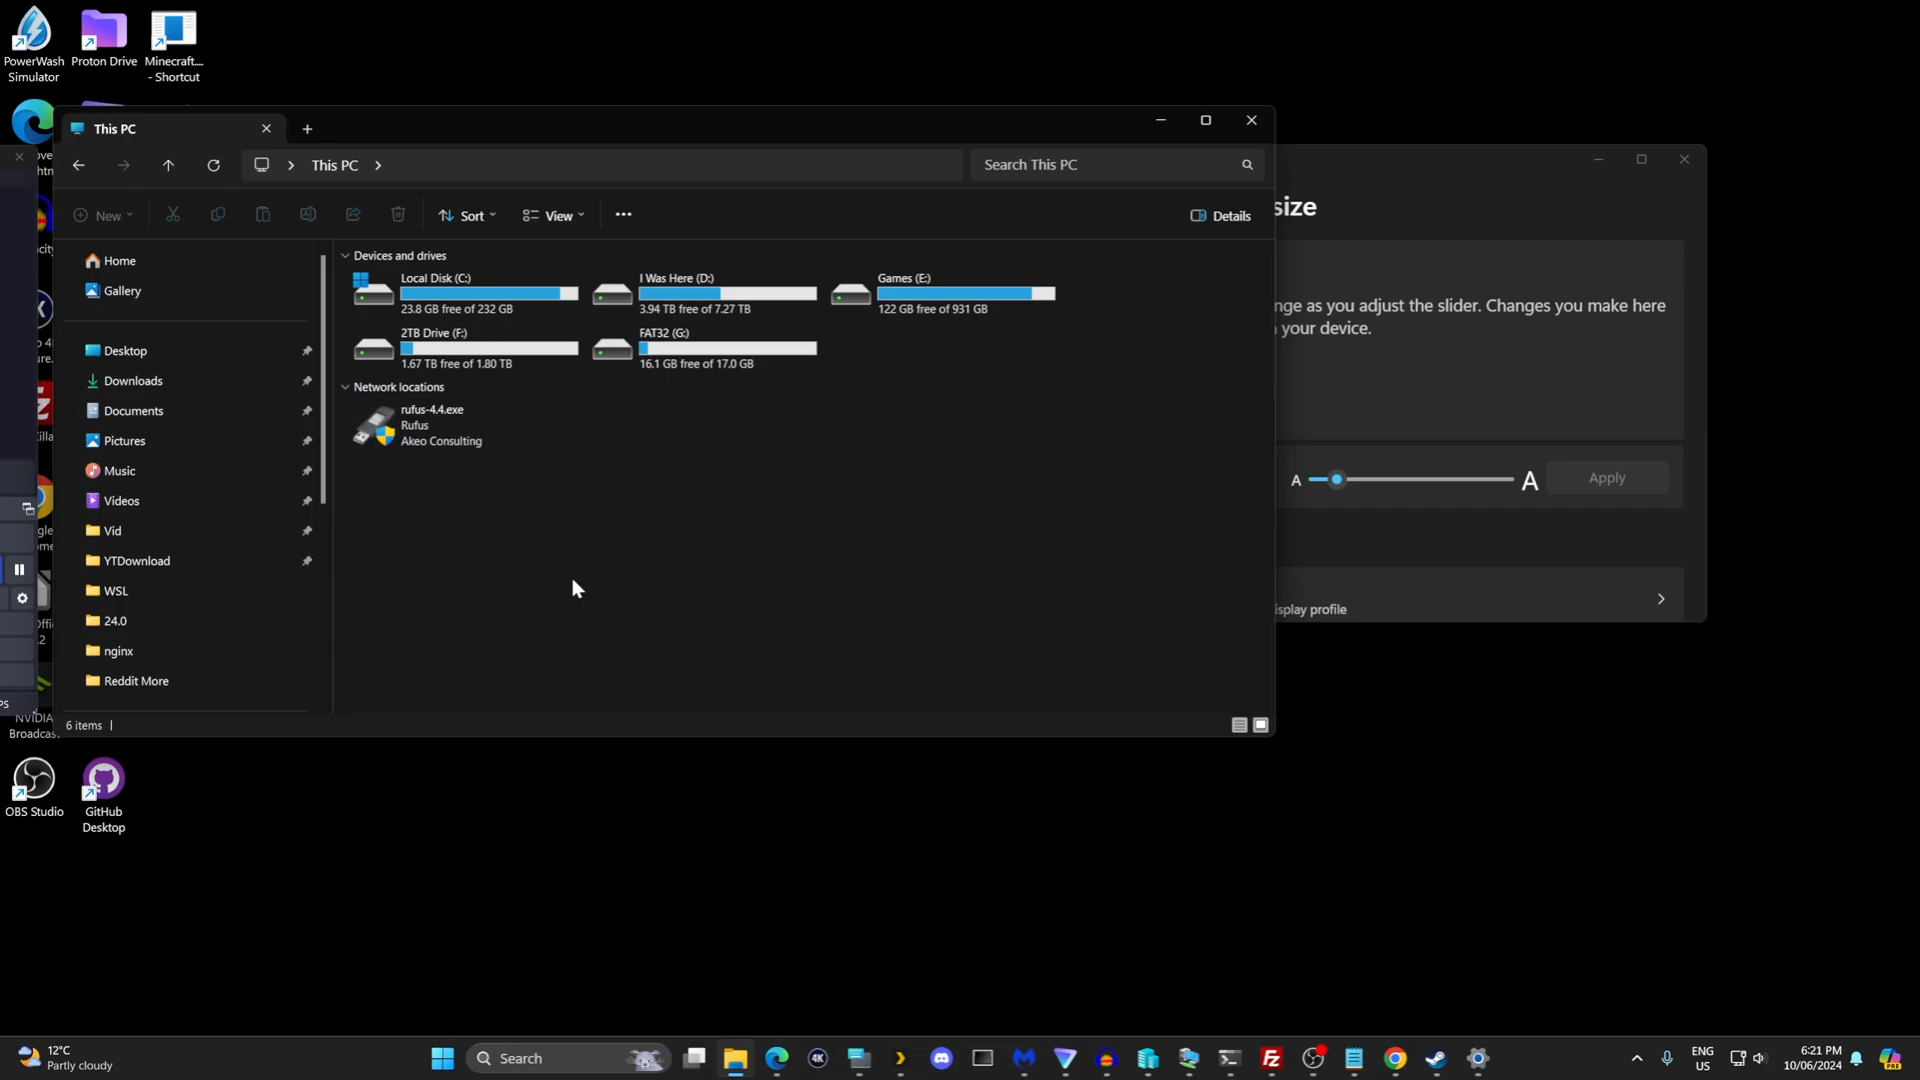 PowerWash
Simulator
Proton Drive
Minecraft....
- Shortcut
This PC
This PC
Search This PC
New
Sort
View
Details
Home
Gallery
Desktop
Downloads
Documents
Pictures
Music
Videos
Vid
YTDownload
WSL
24.0
nginx
Reddit More
Devices and drives
Local Disk (C:)
23.8 GB free of 232 GB
I Was Here (D:)
3.94 TB free of 7.27 TB
Games (E:)
122 GB free of 931 GB
2TB Drive (F:)
1.67 TB free of 1.80 TB
FAT32 (G:)
16.1 GB free of 17.0 GB
Network locations
rufus-4.4.exe
Rufus
Akeo Consulting
6 items
size
nge as you adjust the slider. Changes you make here
your device.
A
A
Apply
isplay profile
NVIDIA
Broadcast
OBS Studio
GitHub
Desktop
12°C
Partly cloudy
Search
4K
ENG
US
6:21 PM
10/06/2024
PRE